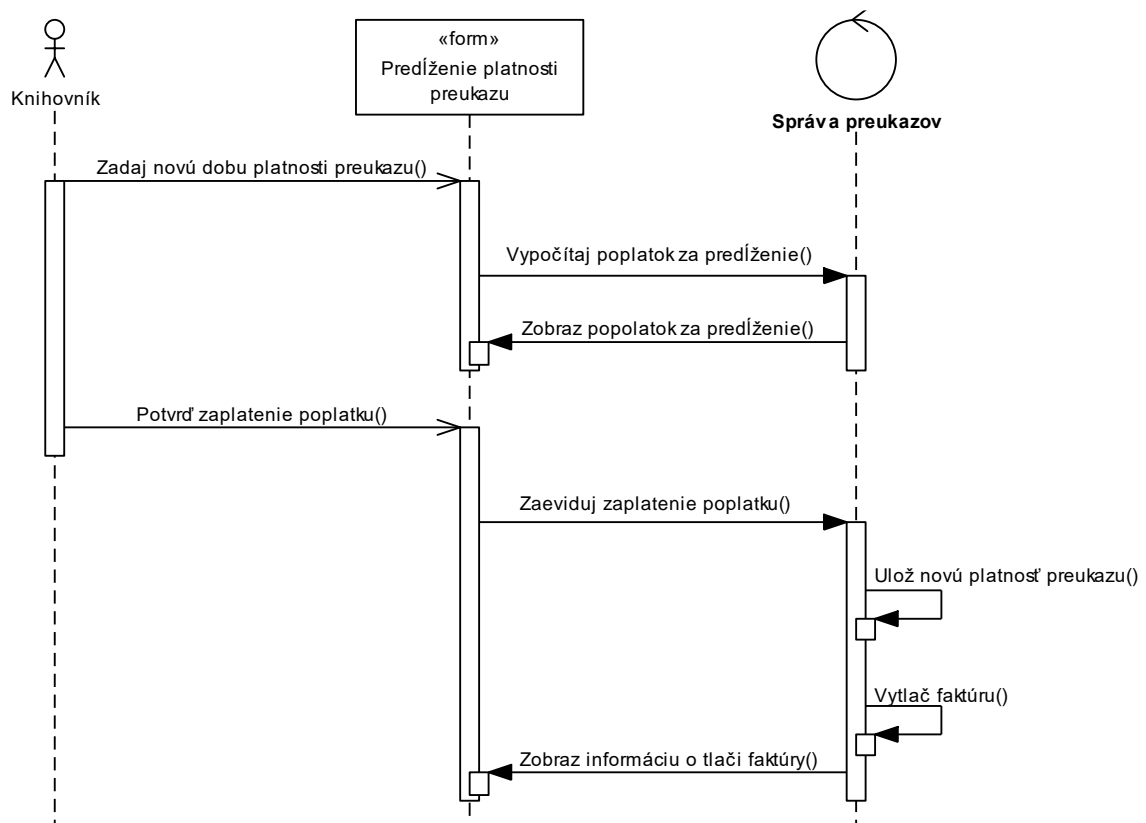 «form»
Predĺženie platnosti
preukazu
Knihovník
Správa preukazov
Zadaj novú dobu platnosti preukazu()
Vypočítaj poplatok za predĺženie()
Zobraz popolatok za predĺženie()
Potvrď zaplatenie poplatku()
Zaeviduj zaplatenie poplatku()
Ulož novú platnosť preukazu()
Vytlač faktúru()
Zobraz informáciu o tlači faktúry()